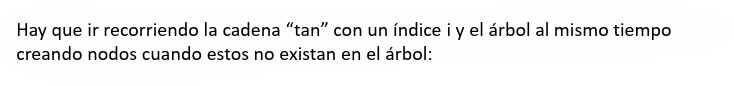 Hay que ir recorriendo la cadena “tan” con un índice i y el árbol al mismo tiempo
creando nodos cuando estos no existan en el árbol: